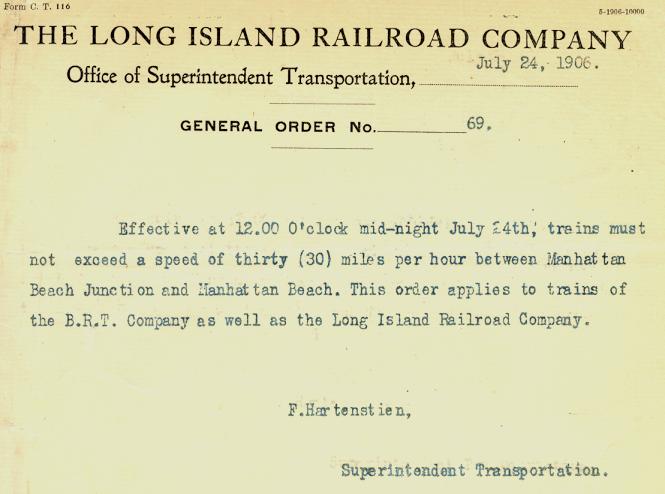 Form C. T. 116
5-1906-10000
THE LONG ISLAND RAILROAD COMPANY
July 24, 1906.
Office of Superintendent Transportation,
GENERAL ORDER No. 69.
Effective at 12.00 O'clock mid-night July 24th, trains must
not exceed a speed of thirty (30) miles per hour between Manhattan
Beach Junction and Manhattan Beach. This order applies to trains of
the B.R.T. Company as well as the Long Island Railroad Company.
F.Hartenstien,
Superintendent Transportation.